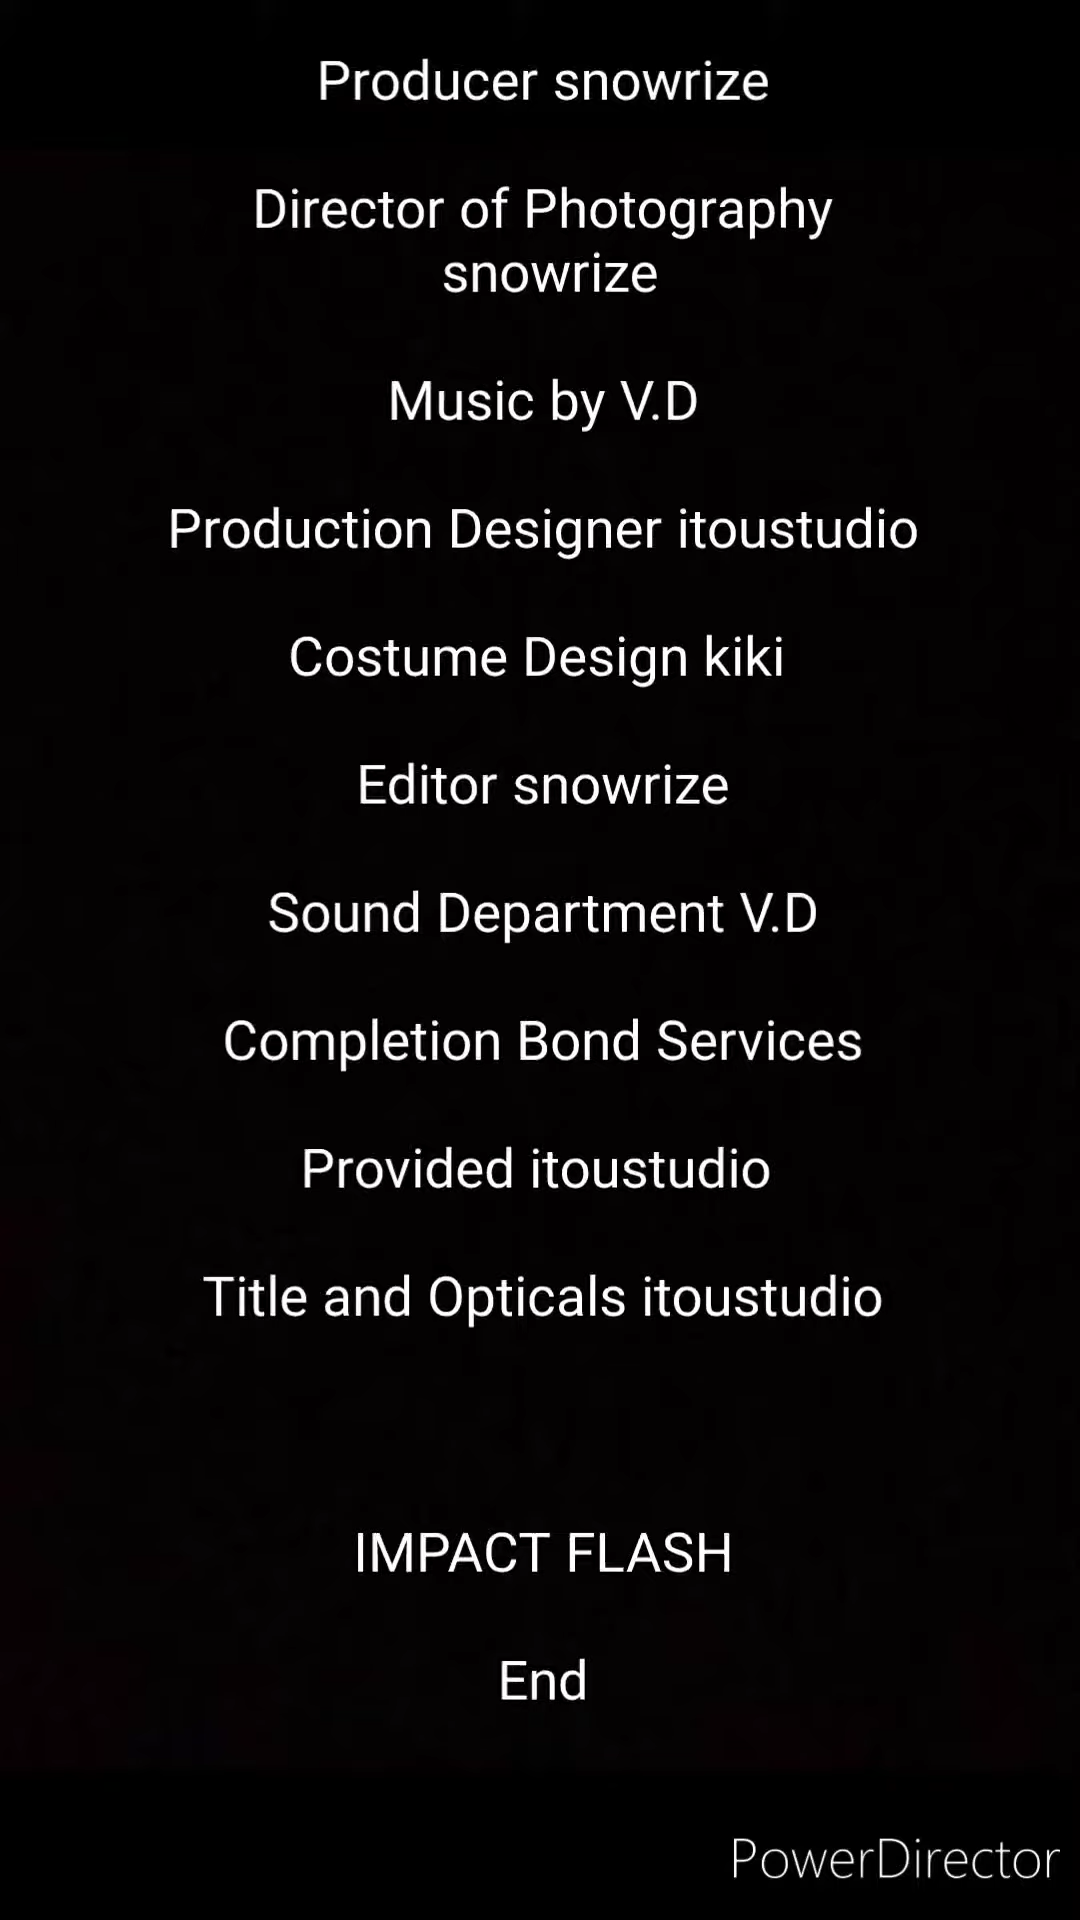 Producer snowrize
Director of Photography
snowrize
Music by V.D
Production Designer itoustudio
Costume Design kiki
Editor snowrize
Sound Department V.D
Completion Bond Services
Provided itoustudio
Title and Opticals itoustudio
IMPACT FLASH
End
PowerDirector